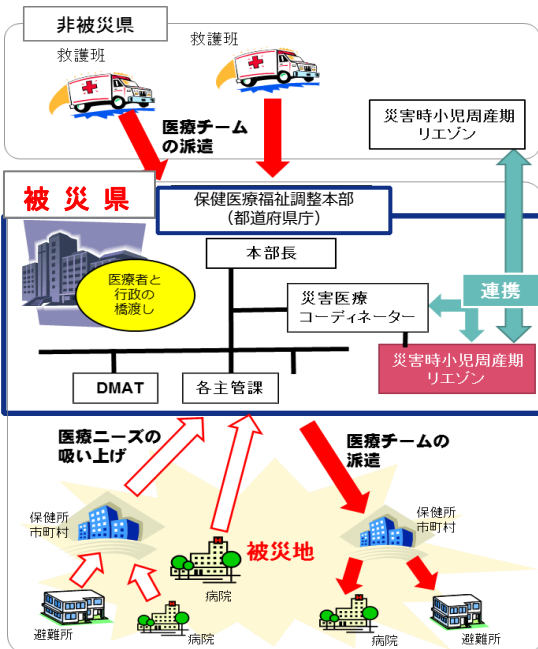 非被災県
救護班
救護班
医療チーム
の派遣
災害時小児周産期
リエゾン
被災県
保健医療福祉調整本部
（都道府県庁）
本部長
医療者と
行政の
橋渡し
災害医療
コーディネーター
連携
災害時小児周産期
リエゾン
DMAT
各主管課
医療ニーズの
吸い上げ
医療チームの
派遣
保健所
市町村
保健所
市町村
被災地
病院
避難所
病院
病院
避難所